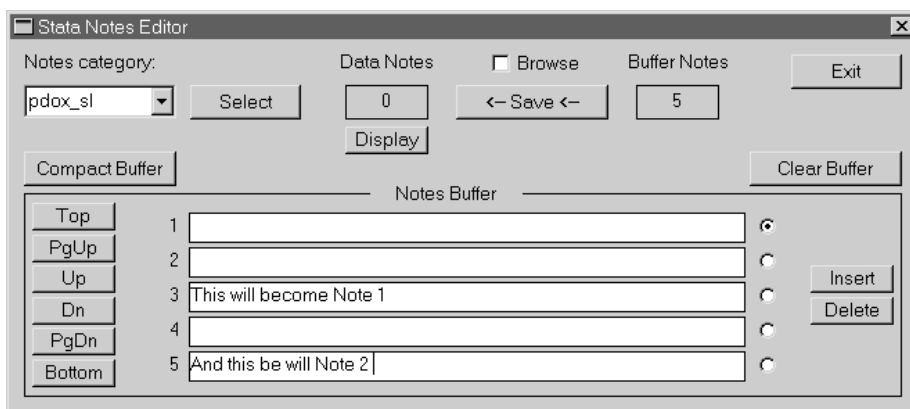 Stata Notes Editor
Notes category: Data Notes Browse Buffer Notes Exit
pdox_sl Select 0 <-- Save <-- 5
Display
Compact Buffer Clear Buffer
Notes Buffer
Top
1
PgUp
2
Up
3 This will become Note 1
Insert
Dn
Delete
4
PgDn
5 And this be will Note 2
Bottom